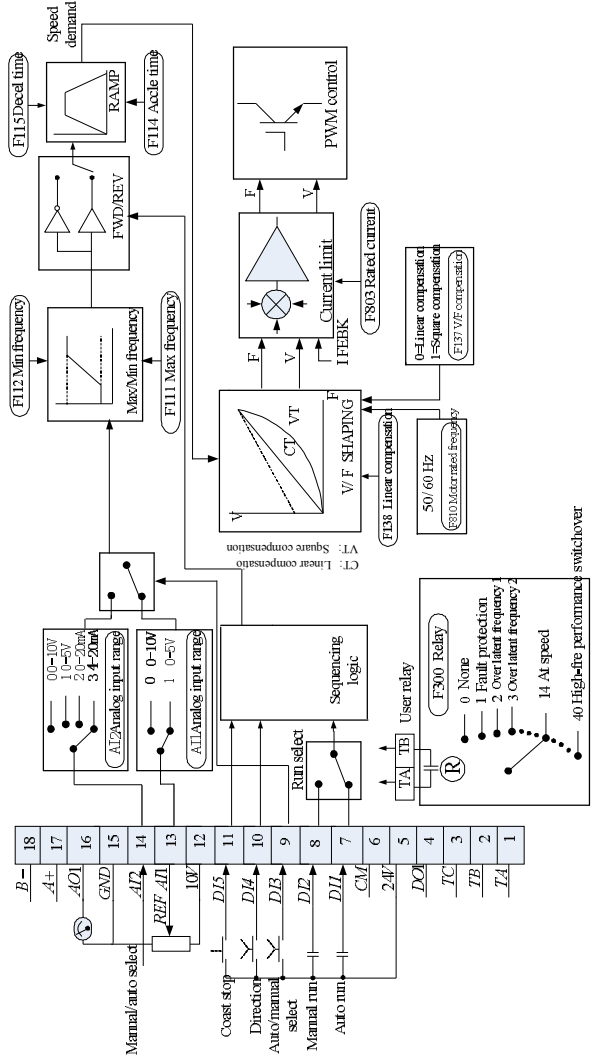 Speed
demand
F115Decel time
RAMP
F114 Accle time
FWD/REV
F112 Min frequency
Max/Min frequency
F111 Max frequency
PWM control
F
V
Current limit
F803 Rated current
F
V
I FEBK
0=Linear compensation
1=Square compensation
F137 V/F compensation
V
CT
VT
F
V/ F SHAPING
F138 Linear compensation
50/ 60 Hz
F810 Motor rated frequency
CT: Linear compensatio
VT: Square compensation
0 0-10V
1 0-5V
2 0-20mA
3 4-20mA
AI2Analog input range
0 0-10V
1 0-5V
AI1Analog input range
Sequencing
logic
Run select
User relay
TA
TB
R
F300 Relay
0 None
1 Fault protection
2 Over latent frequency 1
3 Over latent frequency 2
14 At speed
40 High-fire performance switchover
18
17
16
15
14
13
12
11
10
9
8
7
6
5
4
3
2
1
B-
A+
AO1
GND
AI2
REF AI1
10V
DI5
DI4
DI3
DI2
DI1
CM
24V
DO1
TC
TB
TA
Manual/auto select
Coast stop
Direction
Auto/manual
select
Manual run
Auto run